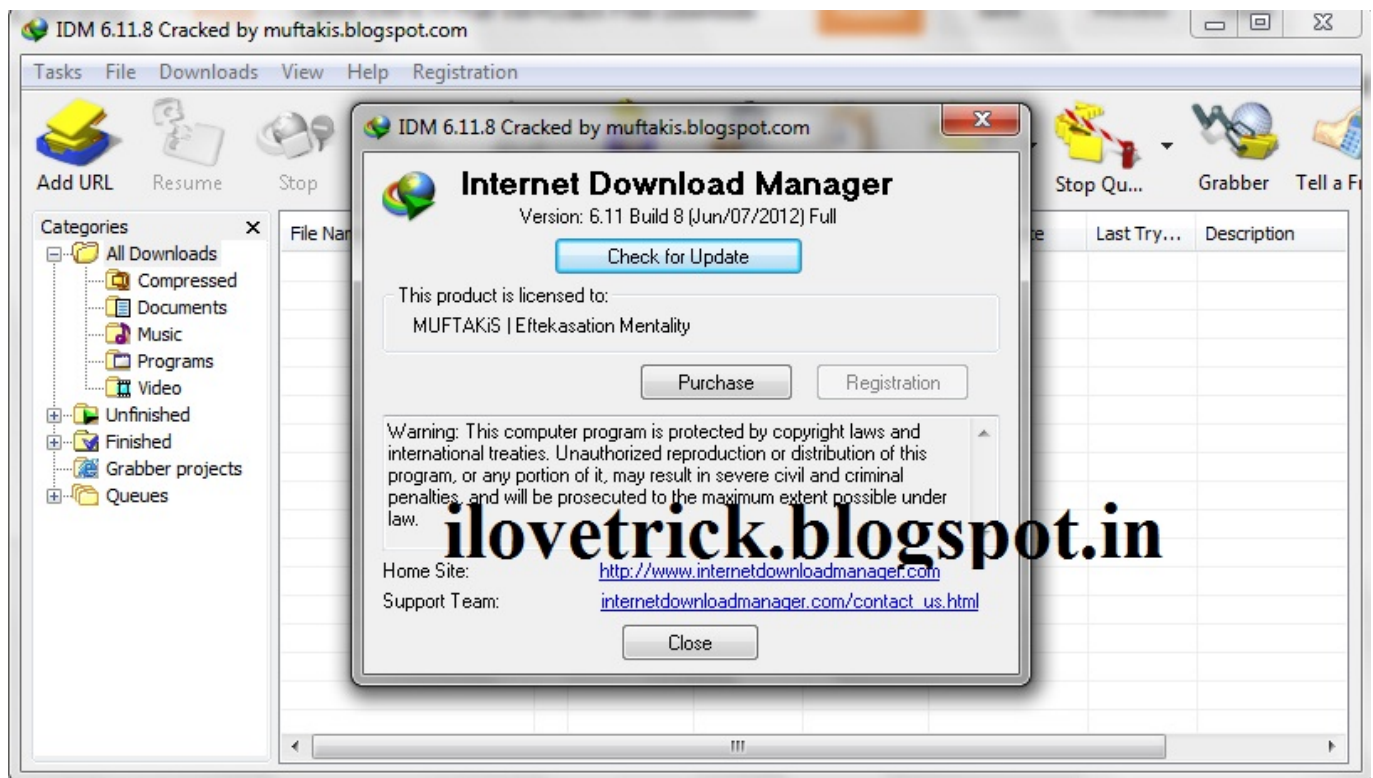 IDM 6.11.8 Cracked by muftakis.blogspot.com
Tasks File Downloads View Help Registration
Add URL
Resume
Stop
Stop Qu...
Grabber
Tell a Fr
Categories
All Downloads
Compressed
Documents
Music
Programs
Video
Unfinished
Finished
Grabber projects
Queues
File Nam
Last Try...
Description
IDM 6.11.8 Cracked by muftakis.blogspot.com
Internet Download Manager
Version: 6.11 Build 8 (Jun/07/2012) Full
Check for Update
This product is licensed to:
MUFTAKiS | Eftekasation Mentality
Purchase
Registration
Warning: This computer program is protected by copyright laws and
international treaties. Unauthorized reproduction or distribution of this
program, or any portion of it, may result in severe civil and criminal
penalties, and will be prosecuted to the maximum extent possible under
law.
ilovetrick.blogspot.in
Home Site: http://www.internetdownloadmanager.com
Support Team: internetdownloadmanager.com/contact_us.html
Close